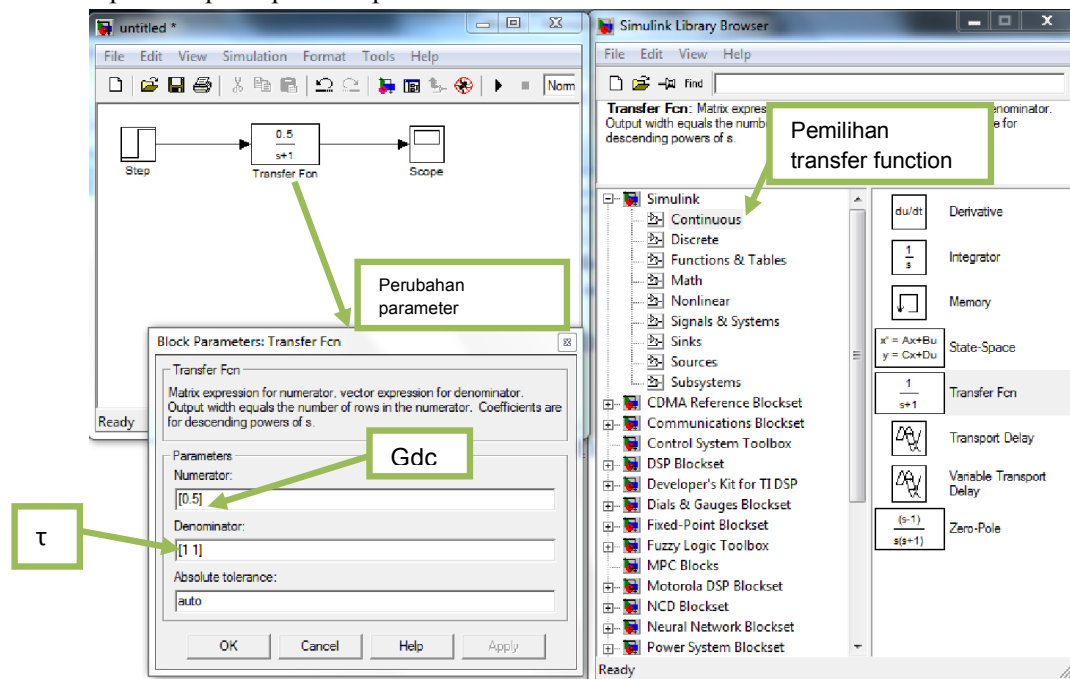 untitled *
File Edit View Simulation Format Tools Help
Norm
0.5
s+1
Step
Transfer Fcn
Scope
Perubahan
parameter
Block Parameters: Transfer Fcn
Transfer Fcn
Matrix expression for numerator, vector expression for denominator.
Output width equals the number of rows in the numerator. Coefficients are
for descending powers of s.
Parameters
Numerator:
[0.5]
Gdc
Denominator:
[1 1]
τ
Absolute tolerance:
auto
OK Cancel Help Apply
Ready
Simulink Library Browser
File Edit View Help
find
Transfer Fcn: Matrix expres enominator.
Output width equals the numb e for
descending powers of s.
Pemilihan
transfer function
Simulink
Continuous
Discrete
Functions & Tables
Math
Nonlinear
Signals & Systems
Sinks
Sources
Subsystems
CDMA Reference Blockset
Communications Blockset
Control System Toolbox
DSP Blockset
Developer's Kit for TI DSP
Dials & Gauges Blockset
Fixed-Point Blockset
Fuzzy Logic Toolbox
MPC Blocks
Motorola DSP Blockset
NCD Blockset
Neural Network Blockset
Power System Blockset
du/dt Derivative
1
s
Integrator
Memory
x' = Ax+Bu
y = Cx+Du
State-Space
1
s+1
Transfer Fcn
Transport Delay
Variable Transport
Delay
(s-1)
s(s+1)
Zero-Pole
Ready